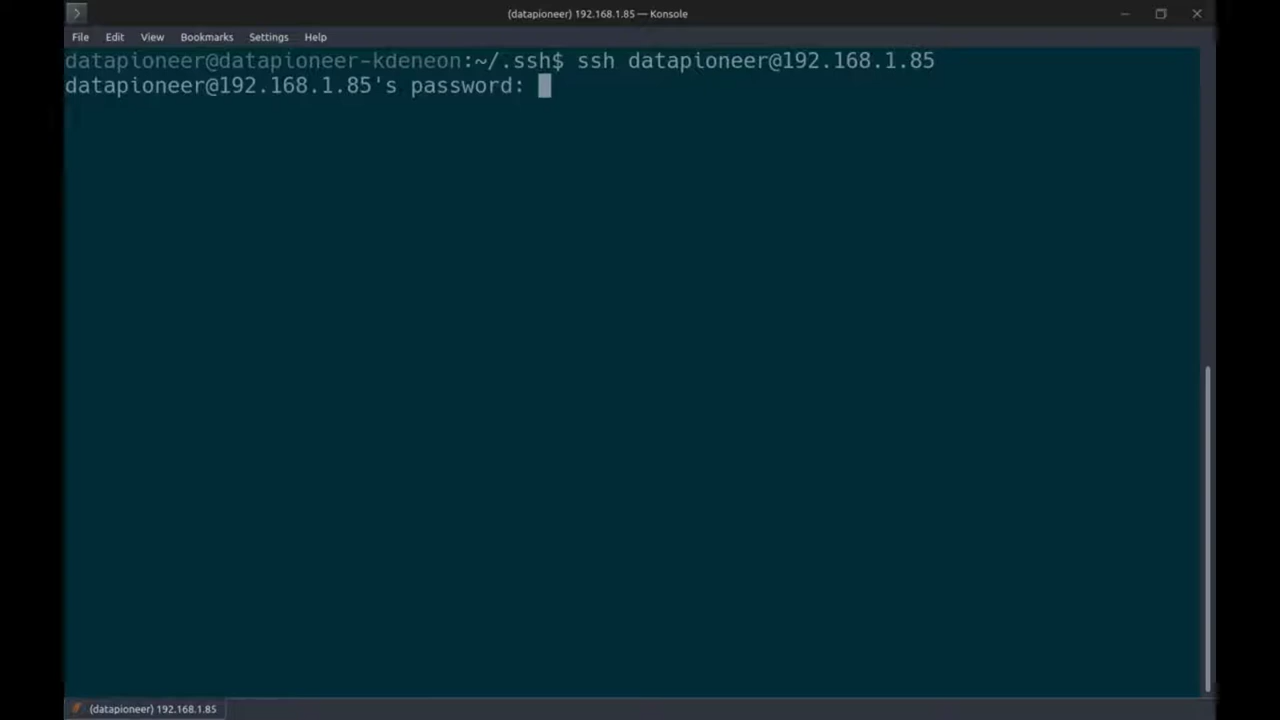 (datapioneer) 192.168.1.85 — Konsole
File Edit View Bookmarks Settings Help
datapioneer@datapioneer-kdeneon:~/.ssh$ ssh datapioneer@192.168.1.85
datapioneer@192.168.1.85's password:
(datapioneer) 192.168.1.85